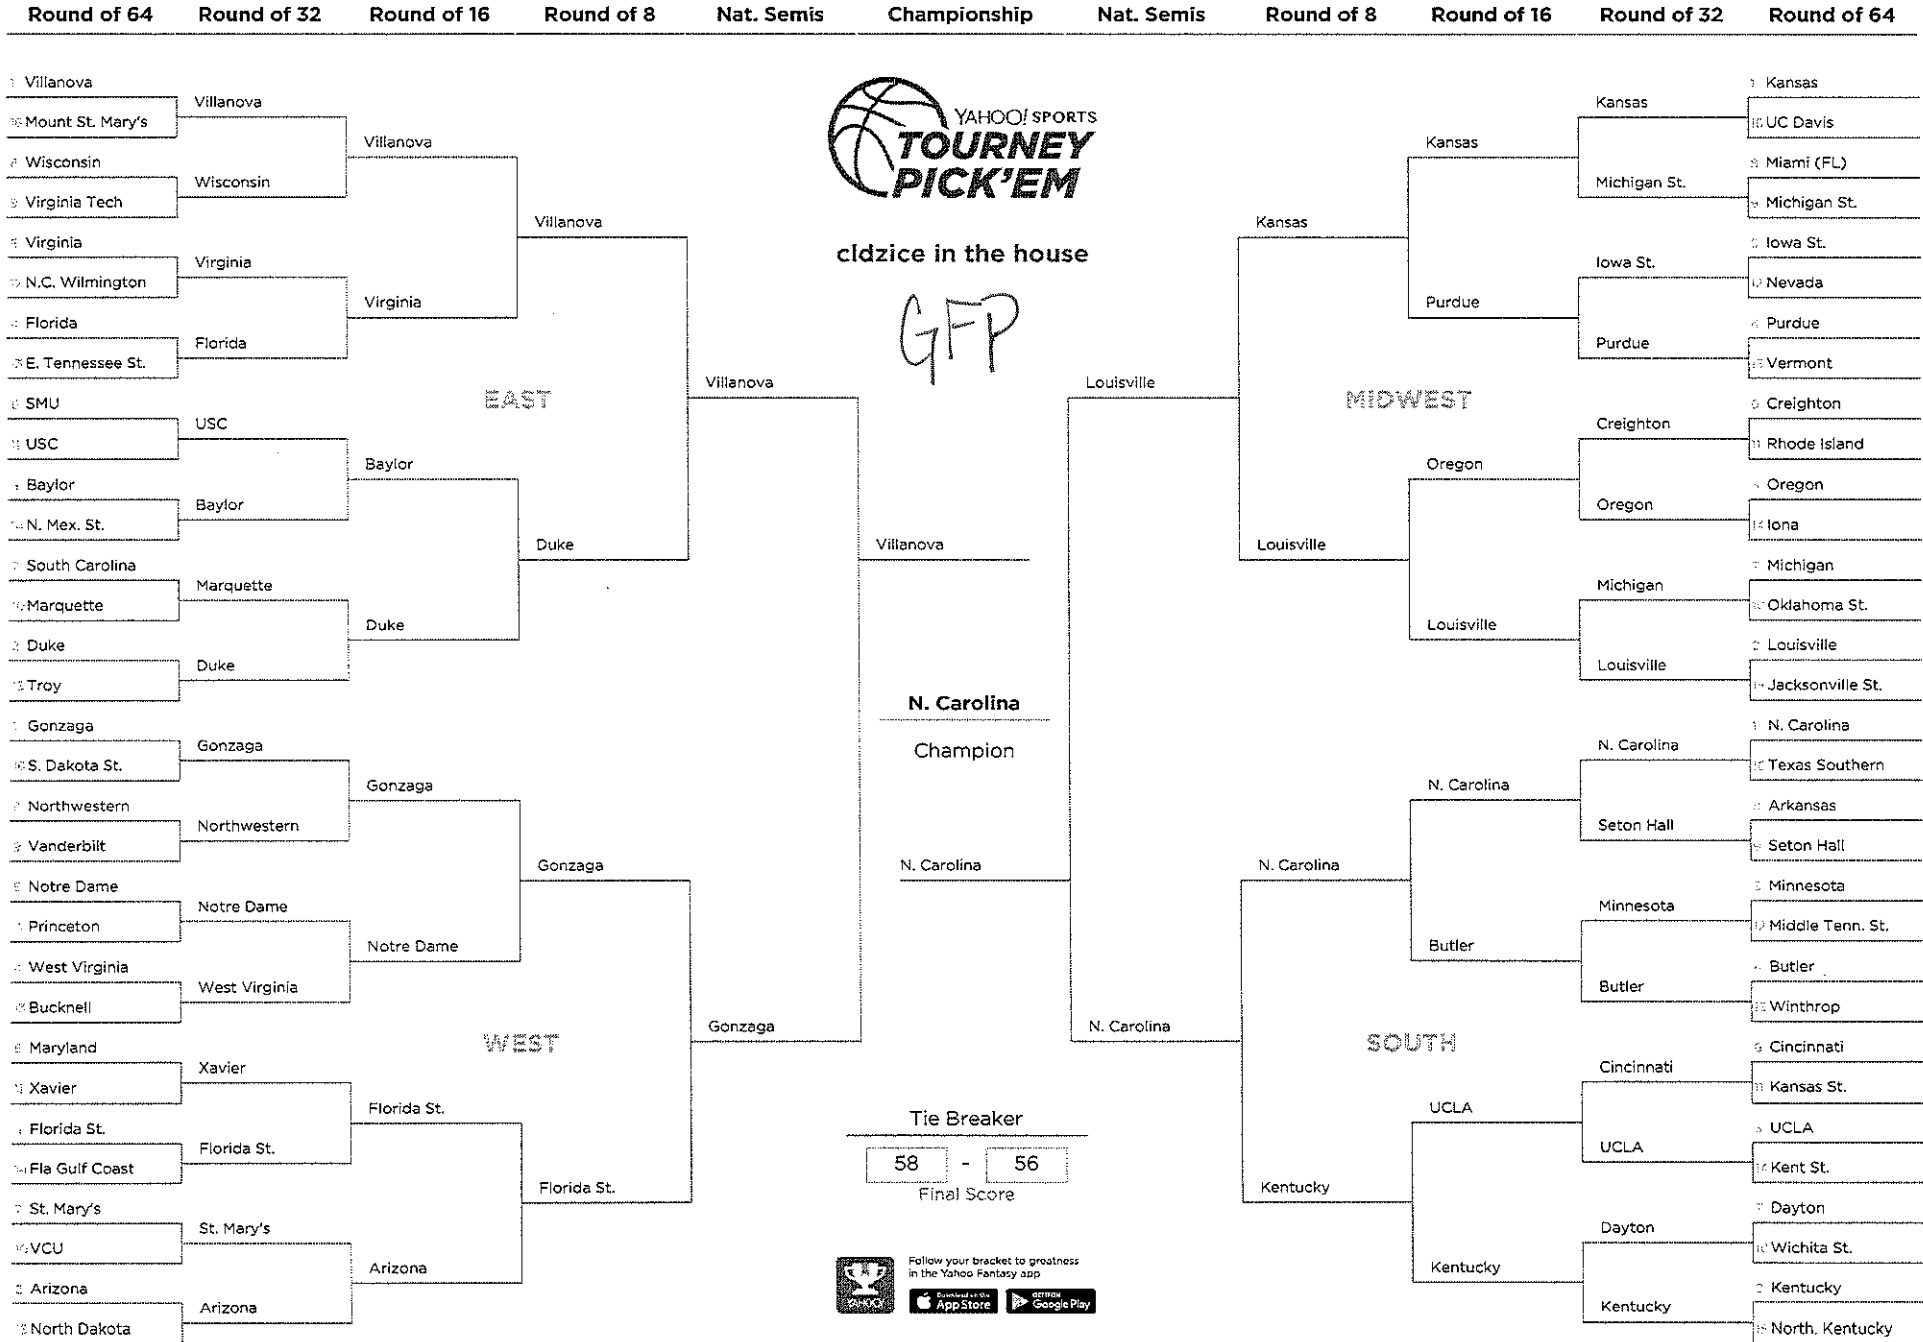 Round of 64 Round of 32 Round of 16 Round of 8 Nat. Semis Championship Nat. Semis Round of 8 Round of 16 Round of 32 Round of 64
YAHOO! SPORTS
TOURNEY
PICK'EM
cldzice in the house
GFP
EAST
Villanova
Mount St. Mary's
Wisconsin
Virginia Tech
Virginia
N.C. Wilmington
Florida
E. Tennessee St.
SMU
USC
Baylor
N. Mex. St.
South Carolina
Marquette
Duke
Troy
Villanova
Wisconsin
Virginia
Florida
USC
Baylor
Marquette
Duke
Villanova
Virginia
Baylor
Duke
Villanova
Duke
Villanova
WEST
Gonzaga
S. Dakota St.
Northwestern
Vanderbilt
Notre Dame
Princeton
West Virginia
Bucknell
Maryland
Xavier
Florida St.
Fla Gulf Coast
St. Mary's
VCU
Arizona
North Dakota
Gonzaga
Northwestern
Notre Dame
West Virginia
Xavier
Florida St.
St. Mary's
Arizona
Gonzaga
Notre Dame
Florida St.
Arizona
Gonzaga
Florida St.
Gonzaga
Villanova
N. Carolina
Champion
N. Carolina
Tie Breaker
58 - 56
Final Score
Follow your bracket to greatness
in the Yahoo Fantasy app
YAHOO!
Download on the
App Store
GET IT ON
Google Play
MIDWEST
Louisville
Kansas
Louisville
Kansas
Purdue
Oregon
Louisville
Kansas
Michigan St.
Iowa St.
Purdue
Creighton
Oregon
Michigan
Louisville
Kansas
UC Davis
Miami (FL)
Michigan St.
Iowa St.
Nevada
Purdue
Vermont
Creighton
Rhode Island
Oregon
Iona
Michigan
Oklahoma St.
Louisville
Jacksonville St.
SOUTH
N. Carolina
N. Carolina
Kentucky
N. Carolina
Butler
UCLA
Kentucky
N. Carolina
Seton Hall
Minnesota
Butler
Cincinnati
UCLA
Dayton
Kentucky
N. Carolina
Texas Southern
Arkansas
Seton Hall
Minnesota
Middle Tenn. St.
Butler
Winthrop
Cincinnati
Kansas St.
UCLA
Kent St.
Dayton
Wichita St.
Kentucky
North. Kentucky